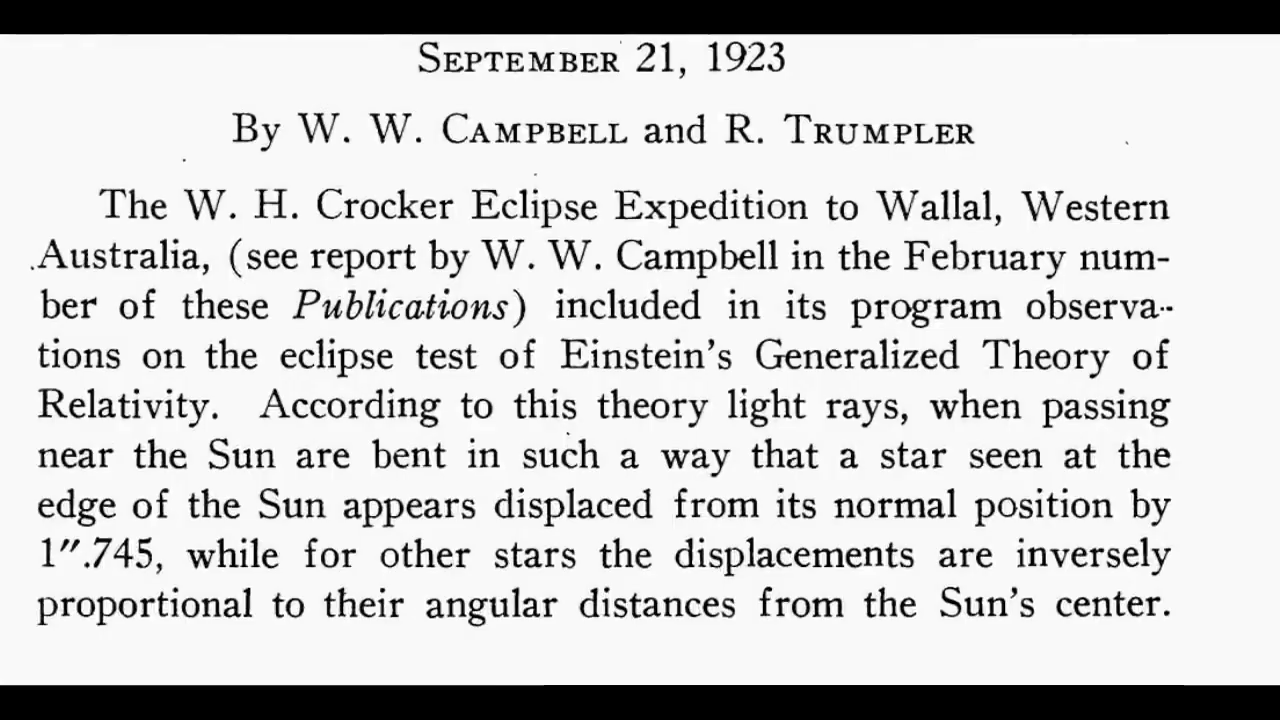 SEPTEMBER 21, 1923
By W. W. CAMPBELL and R. TRUMPLER
The W. H. Crocker Eclipse Expedition to Wallal, Western
Australia, (see report by W. W. Campbell in the February num-
ber of these Publications) included in its program observa-
tions on the eclipse test of Einstein's Generalized Theory of
Relativity. According to this theory light rays, when passing
near the Sun are bent in such a way that a star seen at the
edge of the Sun appears displaced from its normal position by
1″.745, while for other stars the displacements are inversely
proportional to their angular distances from the Sun's center.